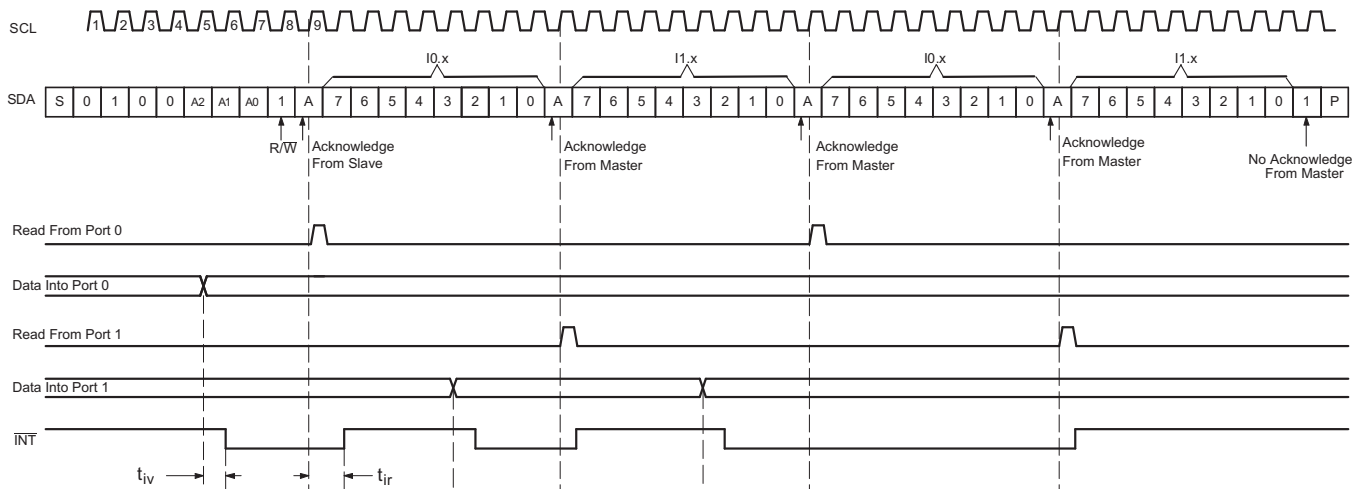 SCL 1 2 3 4 5 6 7 8 9
I0.x I1.x I0.x I1.x
SDA S 0 1 0 0 A2 A1 A0 1 A 7 6 5 4 3 2 1 0 A 7 6 5 4 3 2 1 0 A 7 6 5 4 3 2 1 0 A 7 6 5 4 3 2 1 0 1 P
R/W̅
Acknowledge
From Slave
Acknowledge
From Master
Acknowledge
From Master
Acknowledge
From Master
No Acknowledge
From Master
Read From Port 0
Data Into Port 0
Read From Port 1
Data Into Port 1
I̅N̅T̅
tiv tir